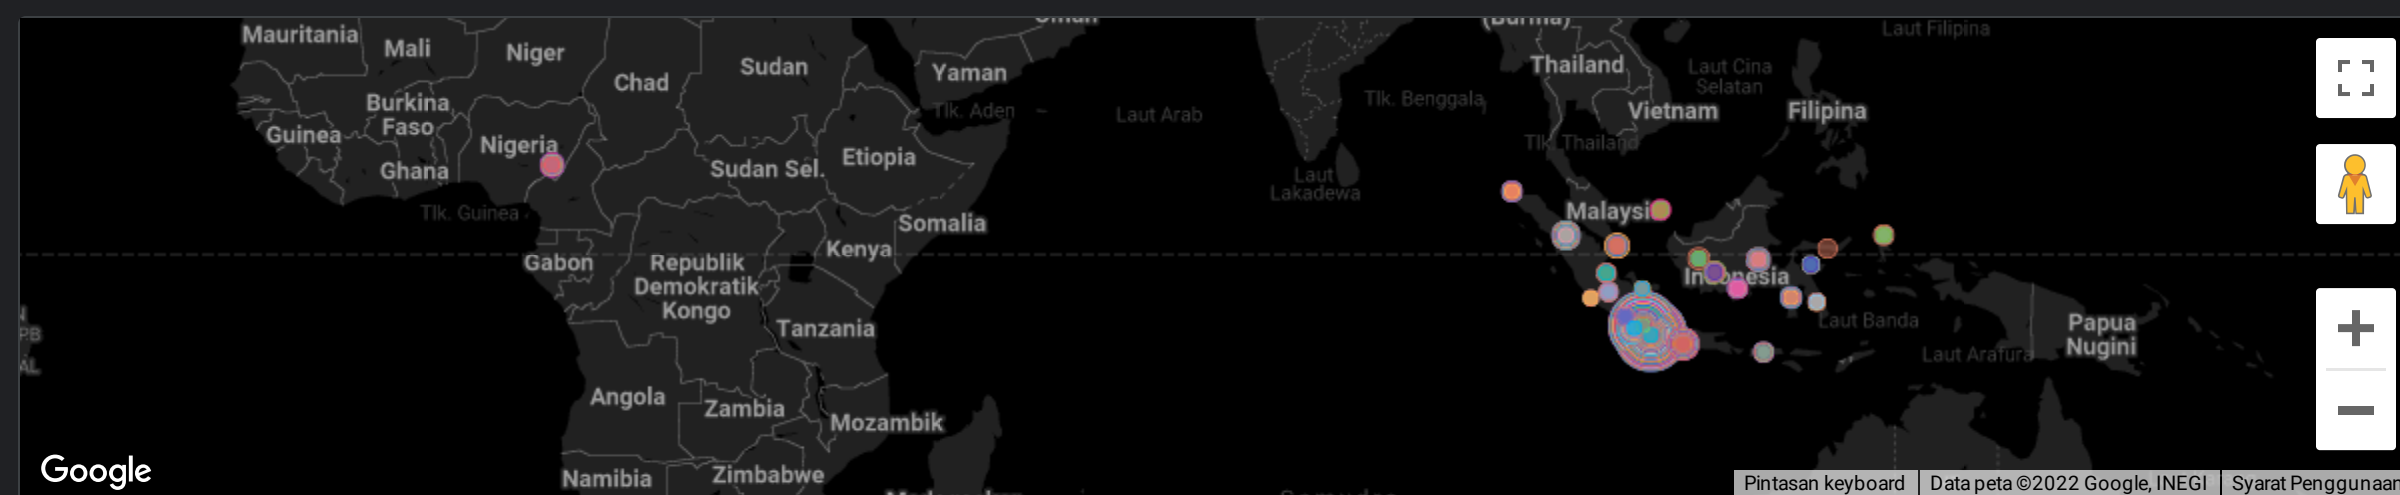 Mauritania
Mali
Niger
Chad
Sudan
Yaman
Oman
(Burma)
Laut Filipina
Thailand
Laut Cina
Selatan
Vietnam
Filipina
Burkina
Faso
Guinea
Ghana
Nigeria
Tlk. Guinea
Sudan Sel.
Etiopia
Tlk. Aden
Laut Arab
Tlk. Benggala
Tlk. Thailand
Laut
Lakadewa
Somalia
Malaysi
Gabon
Republik
Demokratik
Kongo
Kenya
Indonesia
Tanzania
Laut Banda
Papua
Nugini
Laut Arafura
Angola
Zambia
Mozambik
Namibia
Zimbabwe
Google
Pintasan keyboard
Data peta ©2022 Google, INEGI
Syarat Penggunaan